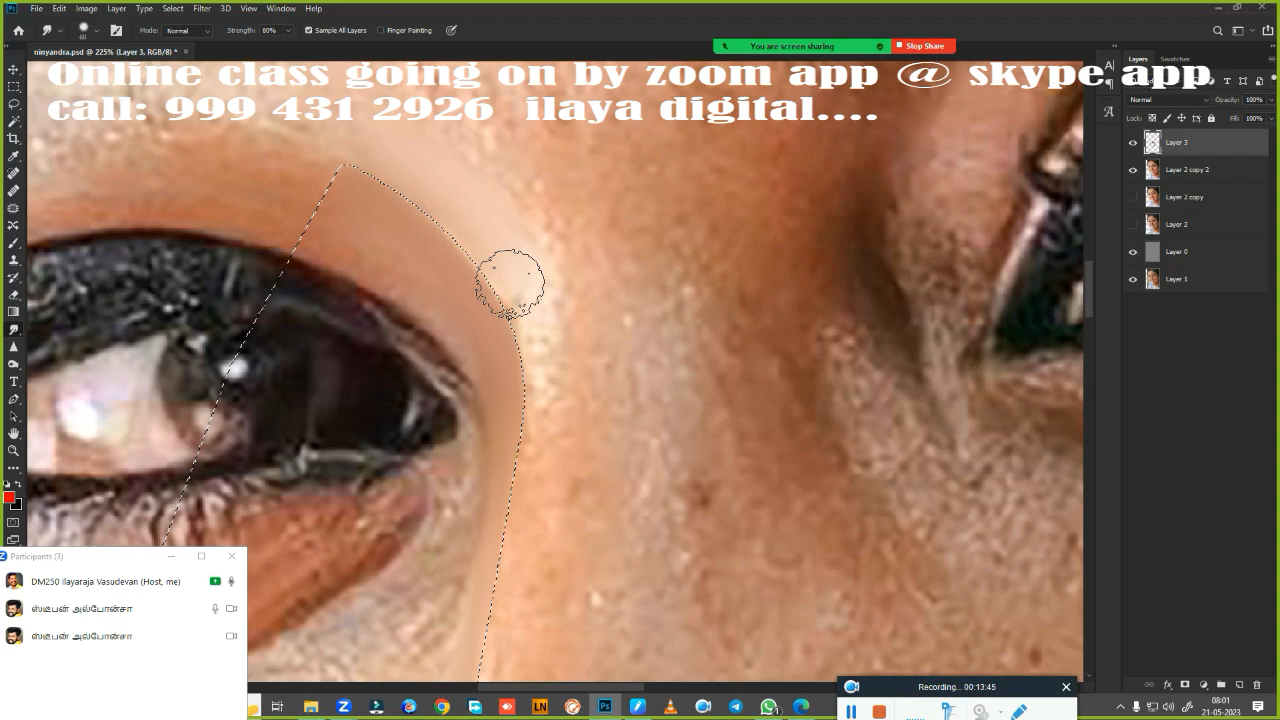 File Edit Image Layer Type Select Filter 3D View Window Help
Mode: Normal Strength: 80% Sample All Layers Finger Painting
60
ninyandra.psd @ 225% (Layer 3, RGB/8) *
You are screen sharing Stop Share
Layers Swatches
Online class going on by zoom app @ skype app
call: 999 431 2926 ilaya digital....
Normal Opacity: 100%
Lock: Fill: 100%
Layer 3
Layer 2 copy 2
Layer 2 copy
Layer 2
Layer 0
Layer 1
Participants (3)
DM250 Ilayaraja Vasudevan (Host, me)
ஸ்டீபன் அல்போன்சா
ஸ்டீபன் அல்போன்சா
Recording... 00:13:45
08:01
21-05-2023